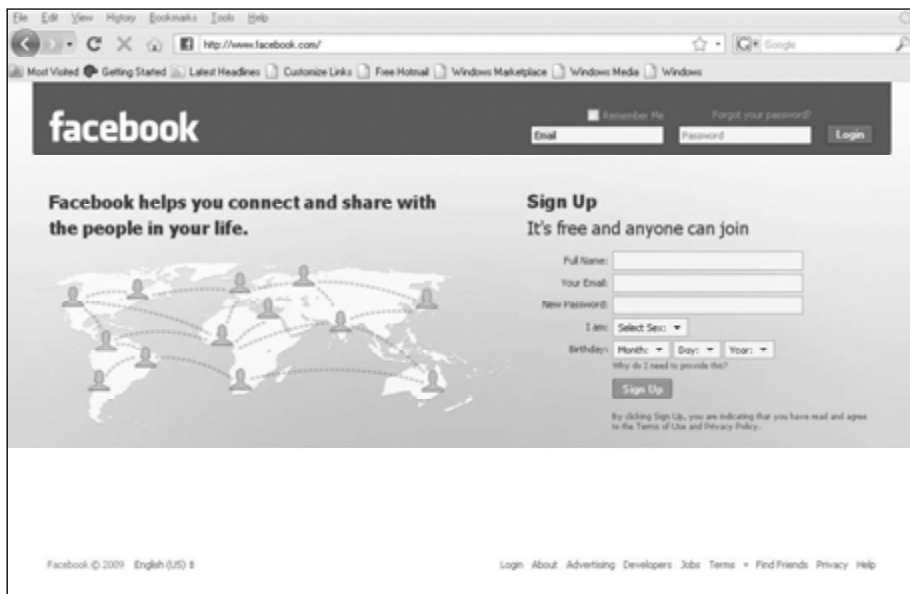 File Edit View History Bookmarks Tools Help
http://www.facebook.com/ Google
Most Visited Getting Started Latest Headlines Customize Links Free Hotmail Windows Marketplace Windows Media Windows
facebook
Remember Me Forgot your password?
Email Password Login
Facebook helps you connect and share with
the people in your life.
Sign Up
It's free and anyone can join
Full Name:
Your Email:
New Password:
I am: Select Sex:
Birthday: Month: Day: Year:
Why do I need to provide this?
Sign Up
By clicking Sign Up, you are indicating that you have read and agree
to the Terms of Use and Privacy Policy.
Facebook © 2009 English (US)
Login About Advertising Developers Jobs Terms • Find Friends Privacy Help